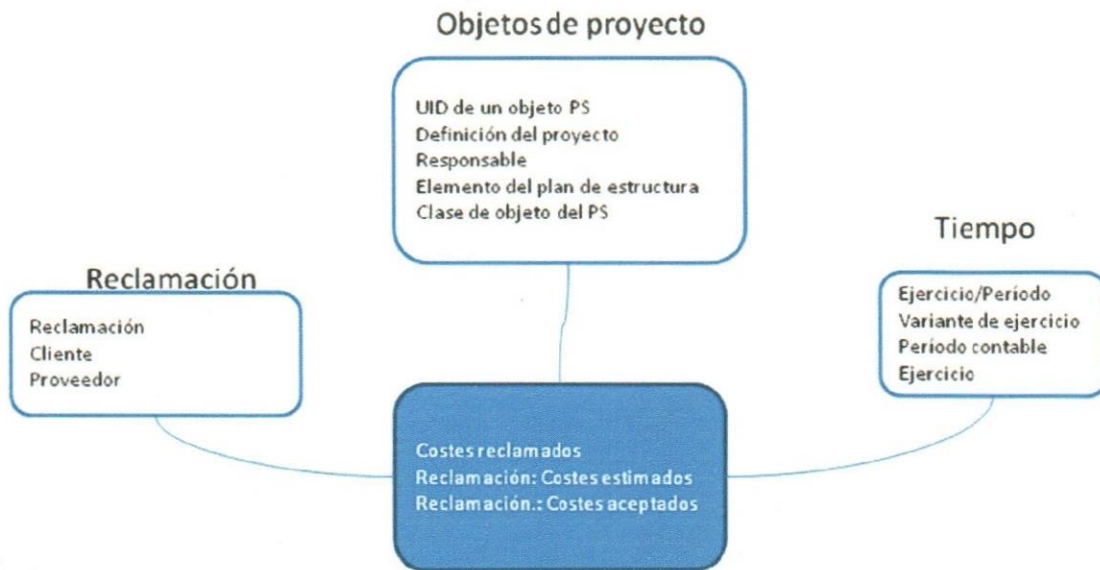 Objetos de proyecto
UID de un objeto PS
Definición del proyecto
Responsable
Elemento del plan de estructura
Clase de objeto del PS
Reclamación
Reclamación
Cliente
Proveedor
Tiempo
Ejercicio/Período
Variante de ejercicio
Período contable
Ejercicio
Costes reclamados
Reclamación: Costes estimados
Reclamación.: Costes aceptados